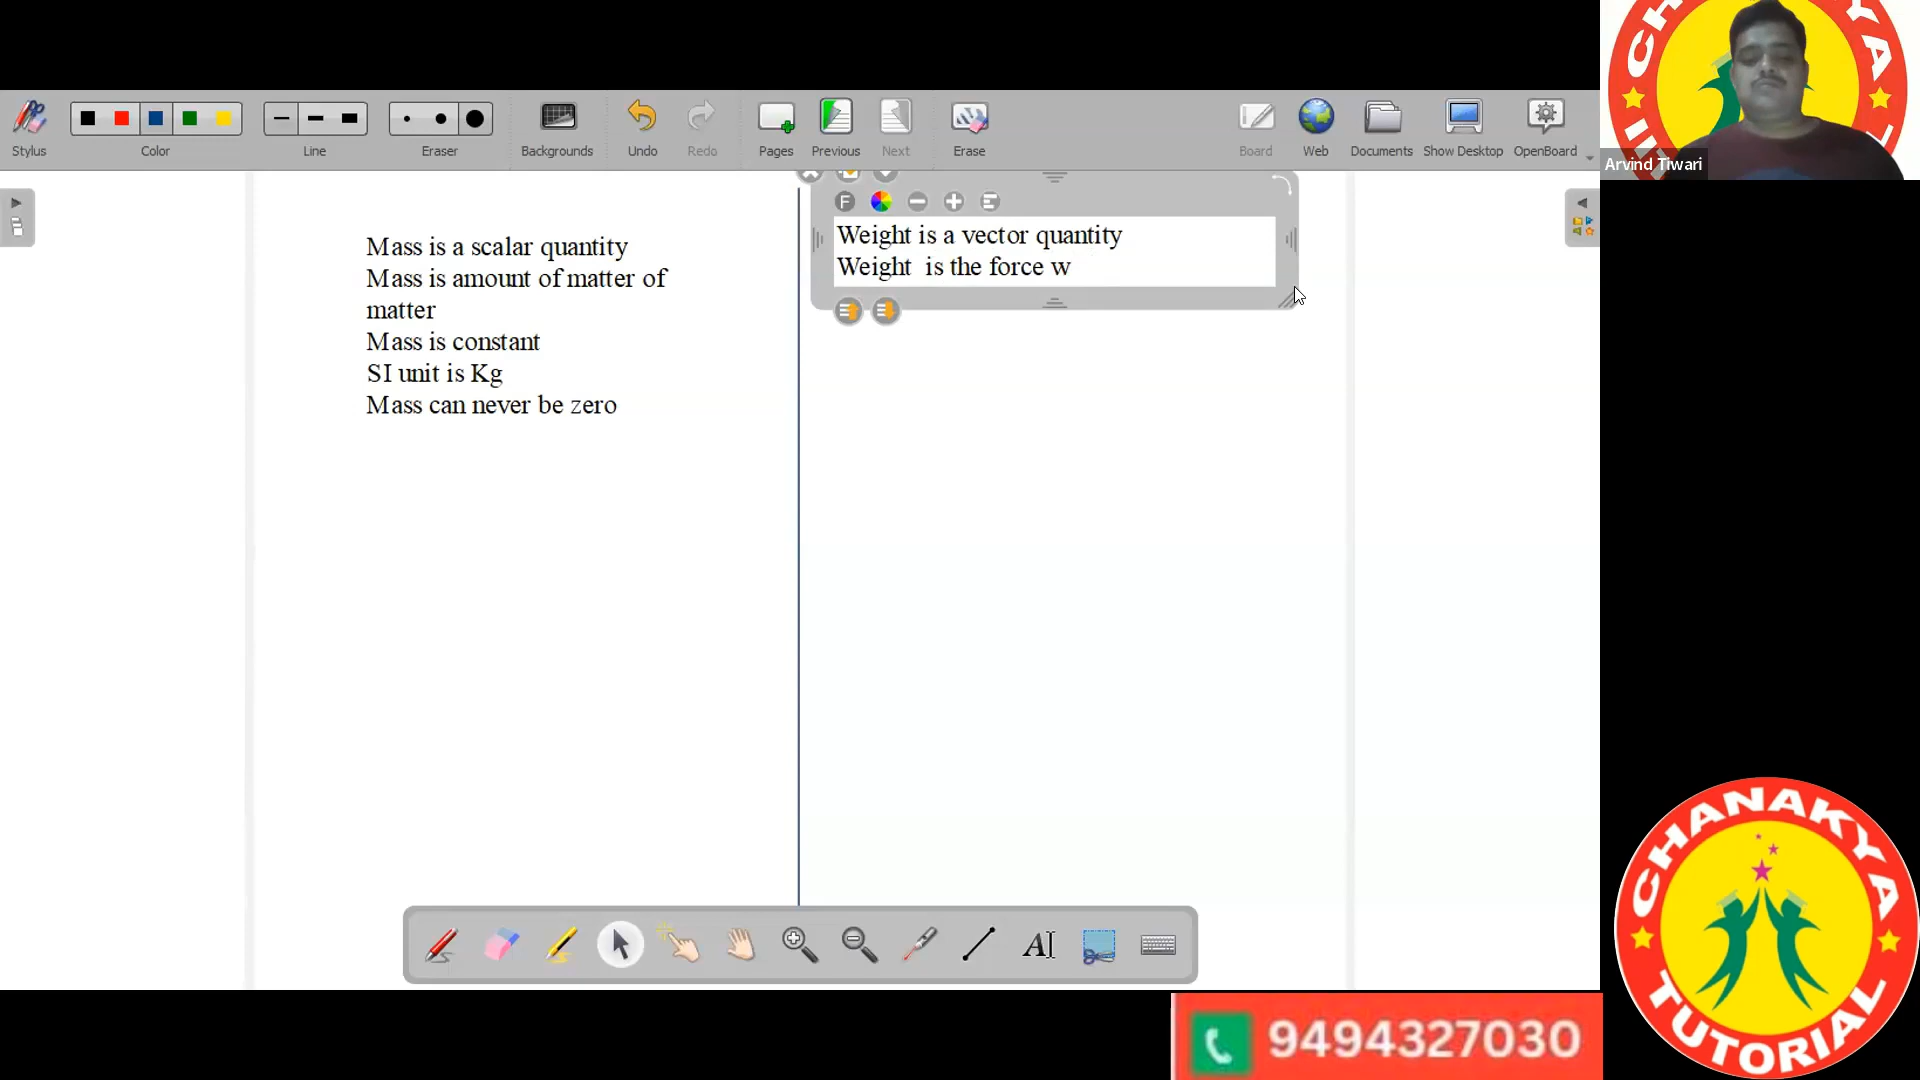 Stylus
Color
Line
Eraser
Backgrounds
Undo
Redo
Pages
Previous
Next
Erase
Board
Web
Documents
Show Desktop
OpenBoard
Arvind Tiwari
Mass is a scalar quantity
Mass is amount of matter of
matter
Mass is constant
SI unit is Kg
Mass can never be zero
F
Weight is a vector quantity
Weight  is the force w
AI
CHANAKYA
TUTORIAL
9494327030